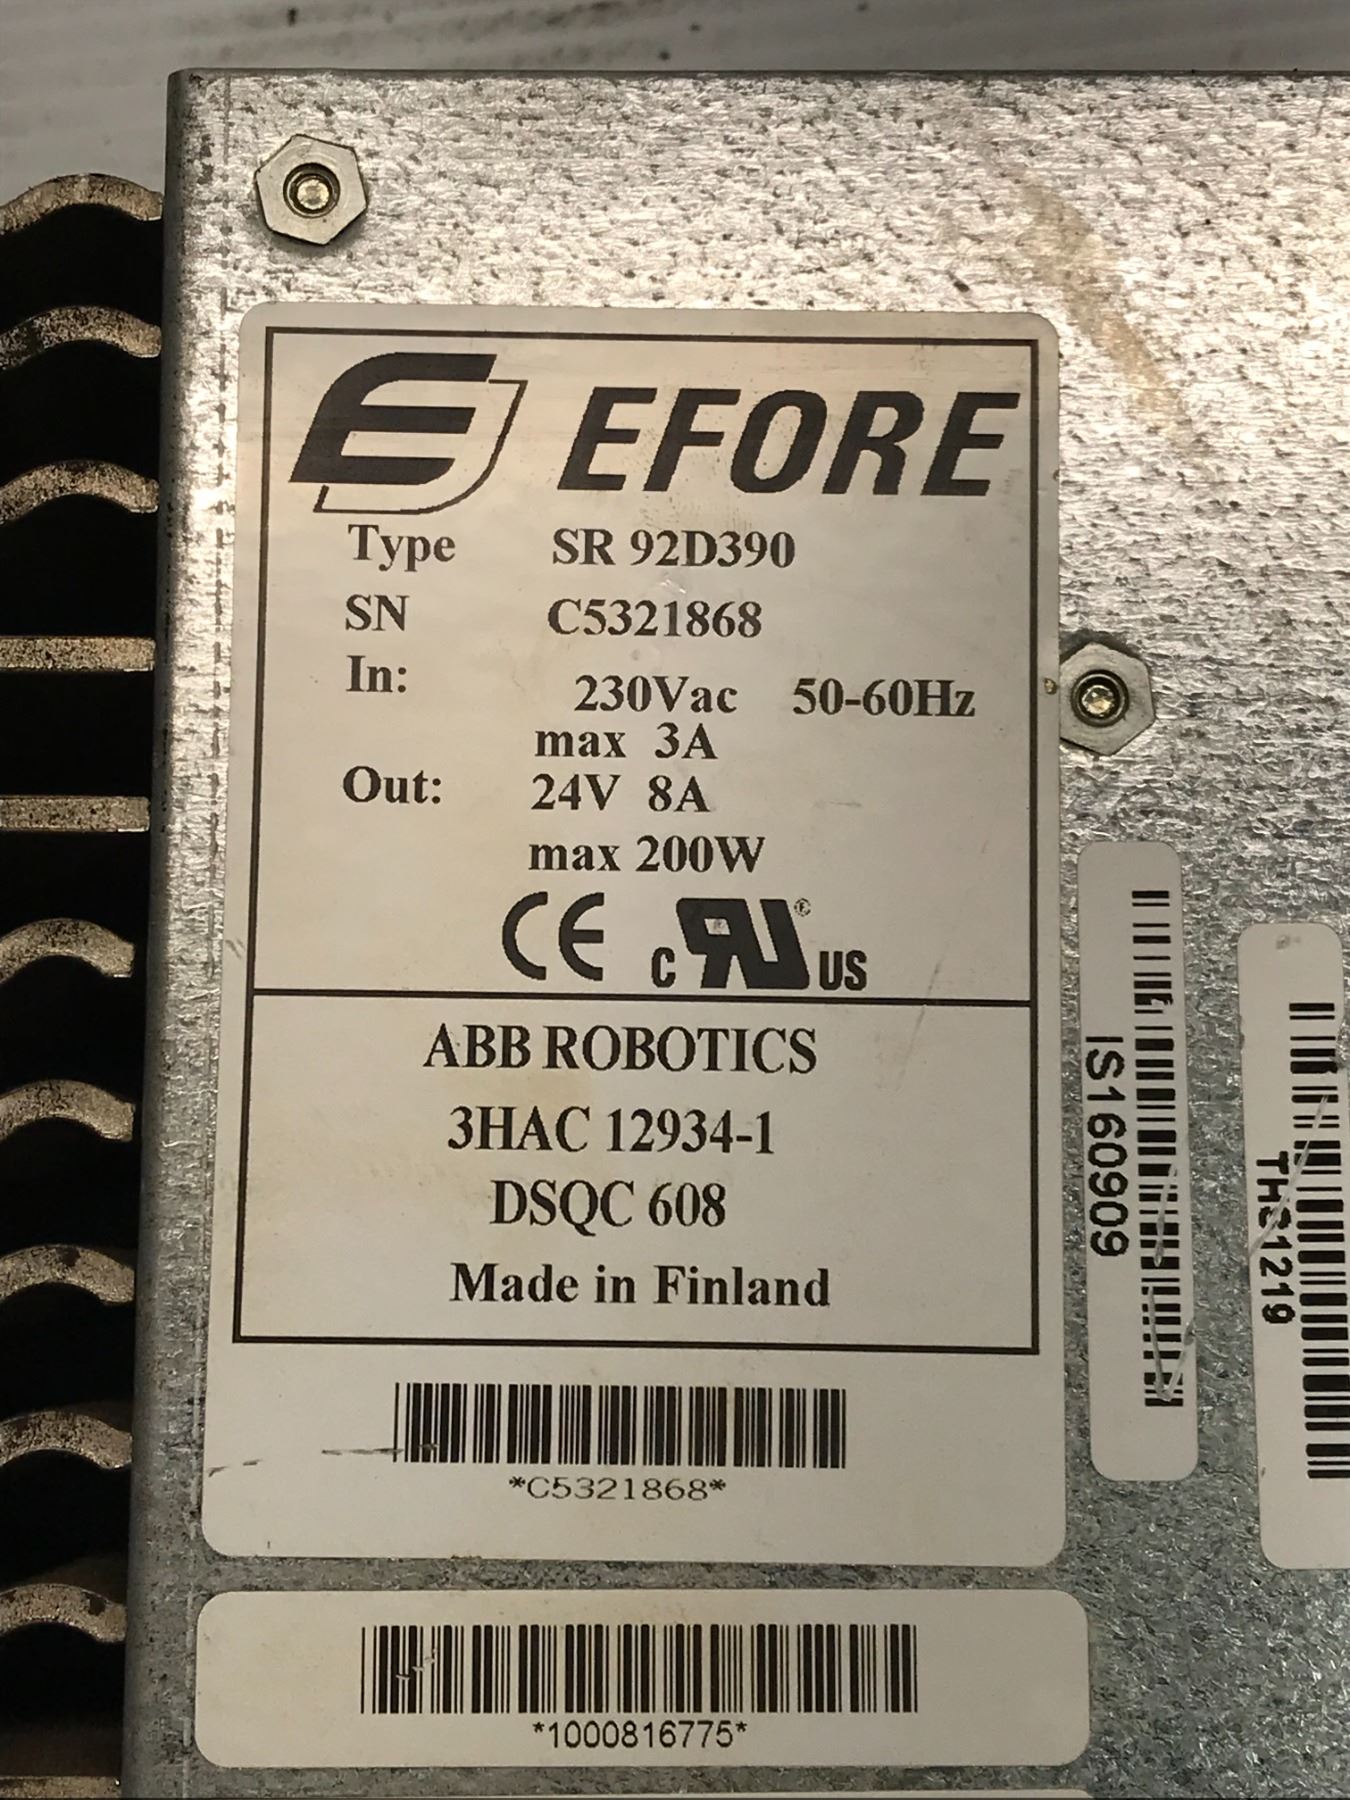 EFORE
Type SR 92D390
SN C5321868
In: 230Vac 50-60Hz
max 3A
Out: 24V 8A
max 200W
CE c RU ® US
ABB ROBOTICS
3HAC 12934-1
DSQC 608
Made in Finland
*C5321868*
*1000816775*
IS160909